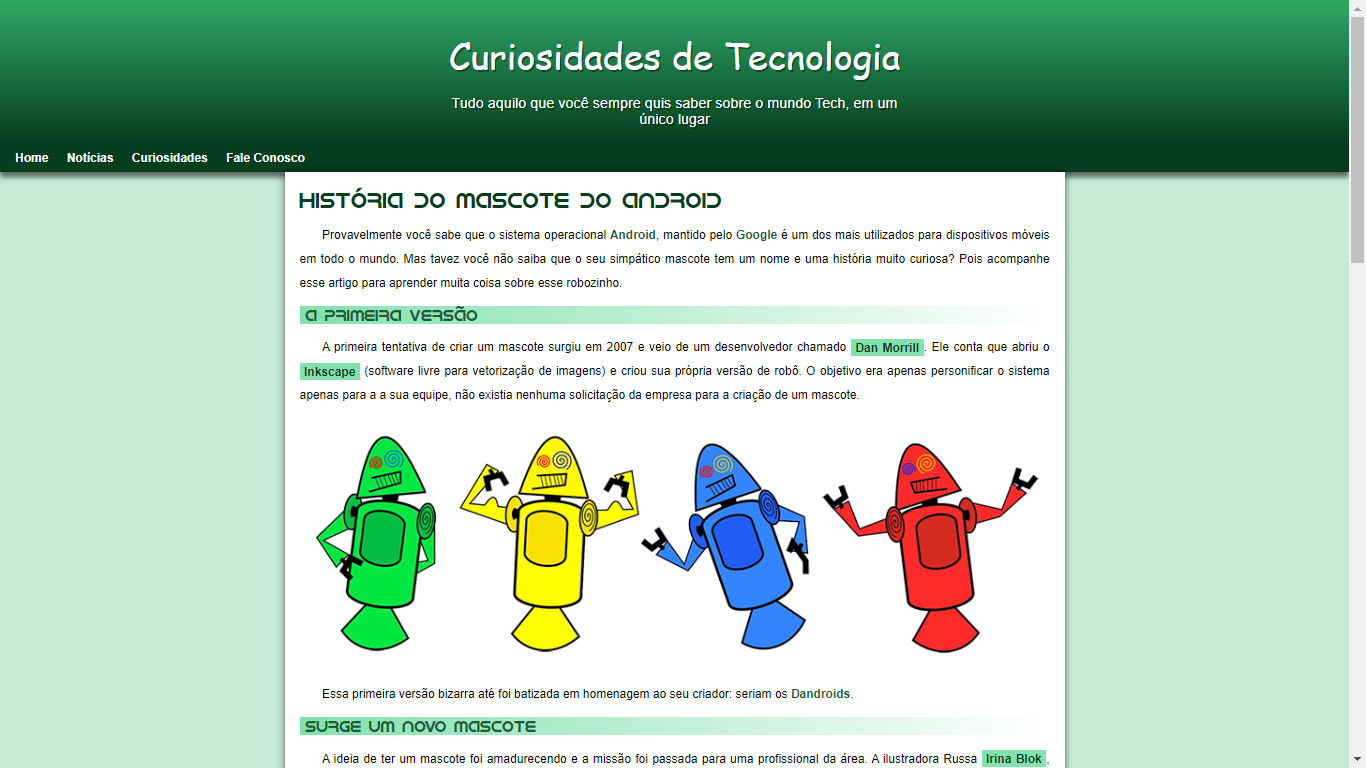 Curiosidades de Tecnologia
Tudo aquilo que você sempre quis saber sobre o mundo Tech, em um
único lugar
Home Notícias Curiosidades Fale Conosco
História do Mascote do Android
Provavelmente você sabe que o sistema operacional Android, mantido pelo Google é um dos mais utilizados para dispositivos móveis
em todo o mundo. Mas tavez você não saiba que o seu simpático mascote tem um nome e uma história muito curiosa? Pois acompanhe
esse artigo para aprender muita coisa sobre esse robozinho.
A primeira versão
A primeira tentativa de criar um mascote surgiu em 2007 e veio de um desenvolvedor chamado Dan Morrill. Ele conta que abriu o
Inkscape (software livre para vetorização de imagens) e criou sua própria versão de robô. O objetivo era apenas personificar o sistema
apenas para a a sua equipe, não existia nenhuma solicitação da empresa para a criação de um mascote.
Essa primeira versão bizarra até foi batizada em homenagem ao seu criador: seriam os Dandroids.
Surge um novo mascote
A ideia de ter um mascote foi amadurecendo e a missão foi passada para uma profissional da área. A ilustradora Russa Irina Blok,